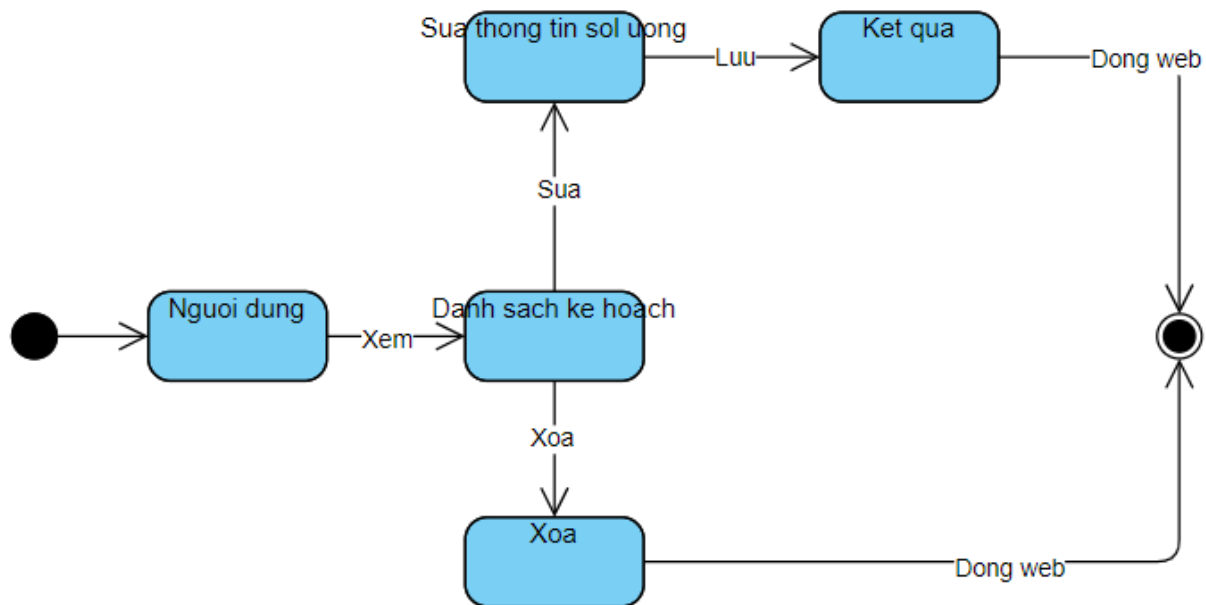 Sua thong tin sol uong
Luu
Ket qua
Dong web
Sua
Nguoi dung
Xem
Danh sach ke hoach
Xoa
Xoa
Dong web